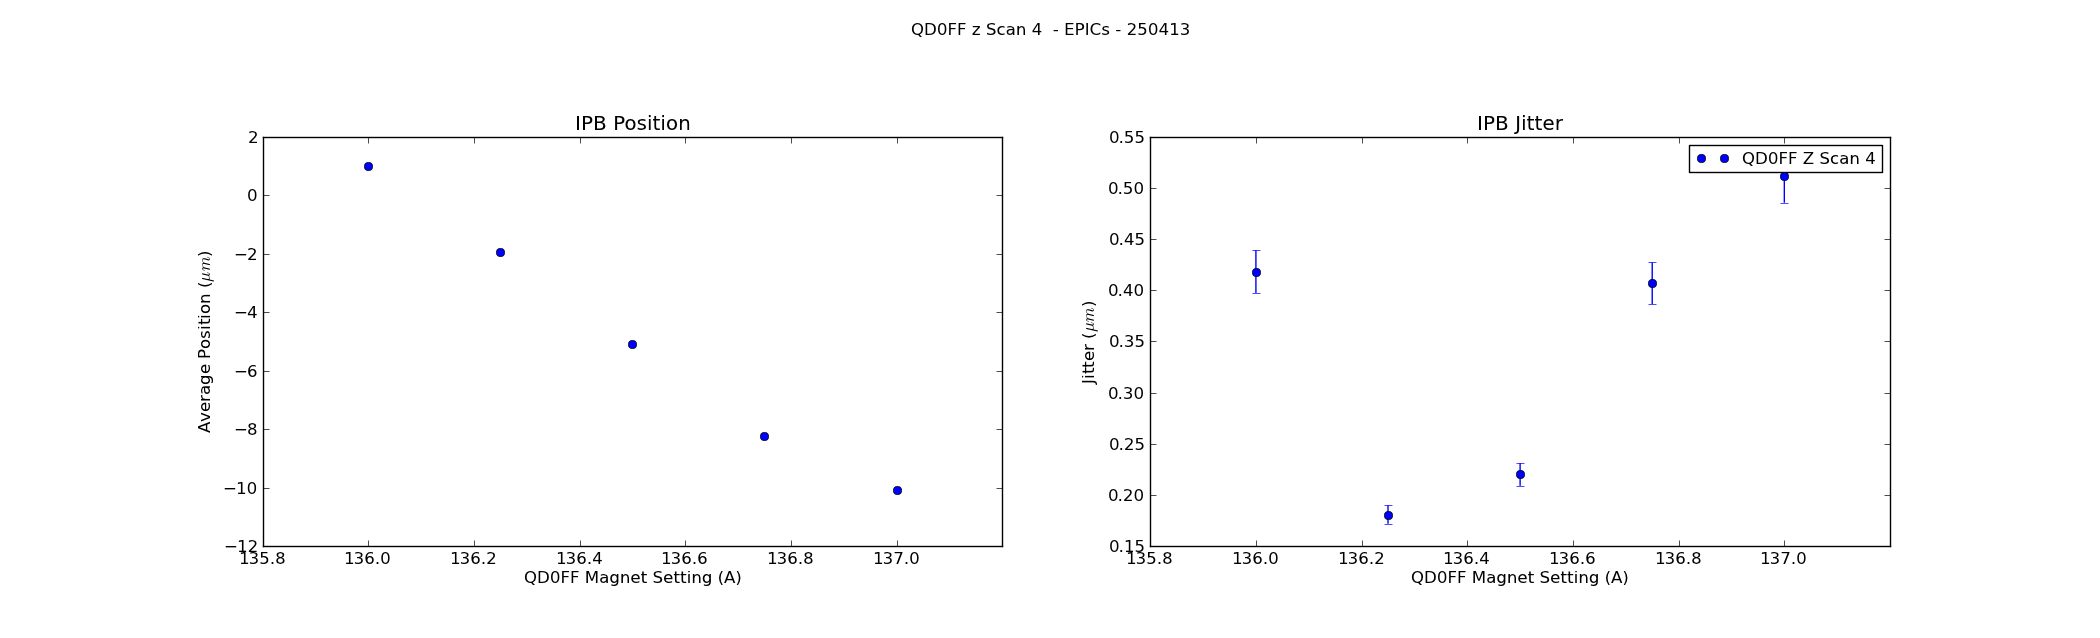 QD0FF z Scan 4  - EPICs - 250413
IPB Position
2
0
−2
−4
−6
−8
−10
−12
Average Position (μm)
135.8 136.0 136.2 136.4 136.6 136.8 137.0
QD0FF Magnet Setting (A)
IPB Jitter
QD0FF Z Scan 4
0.55
0.50
0.45
0.40
0.35
0.30
0.25
0.20
0.15
Jitter (μm)
135.8 136.0 136.2 136.4 136.6 136.8 137.0
QD0FF Magnet Setting (A)